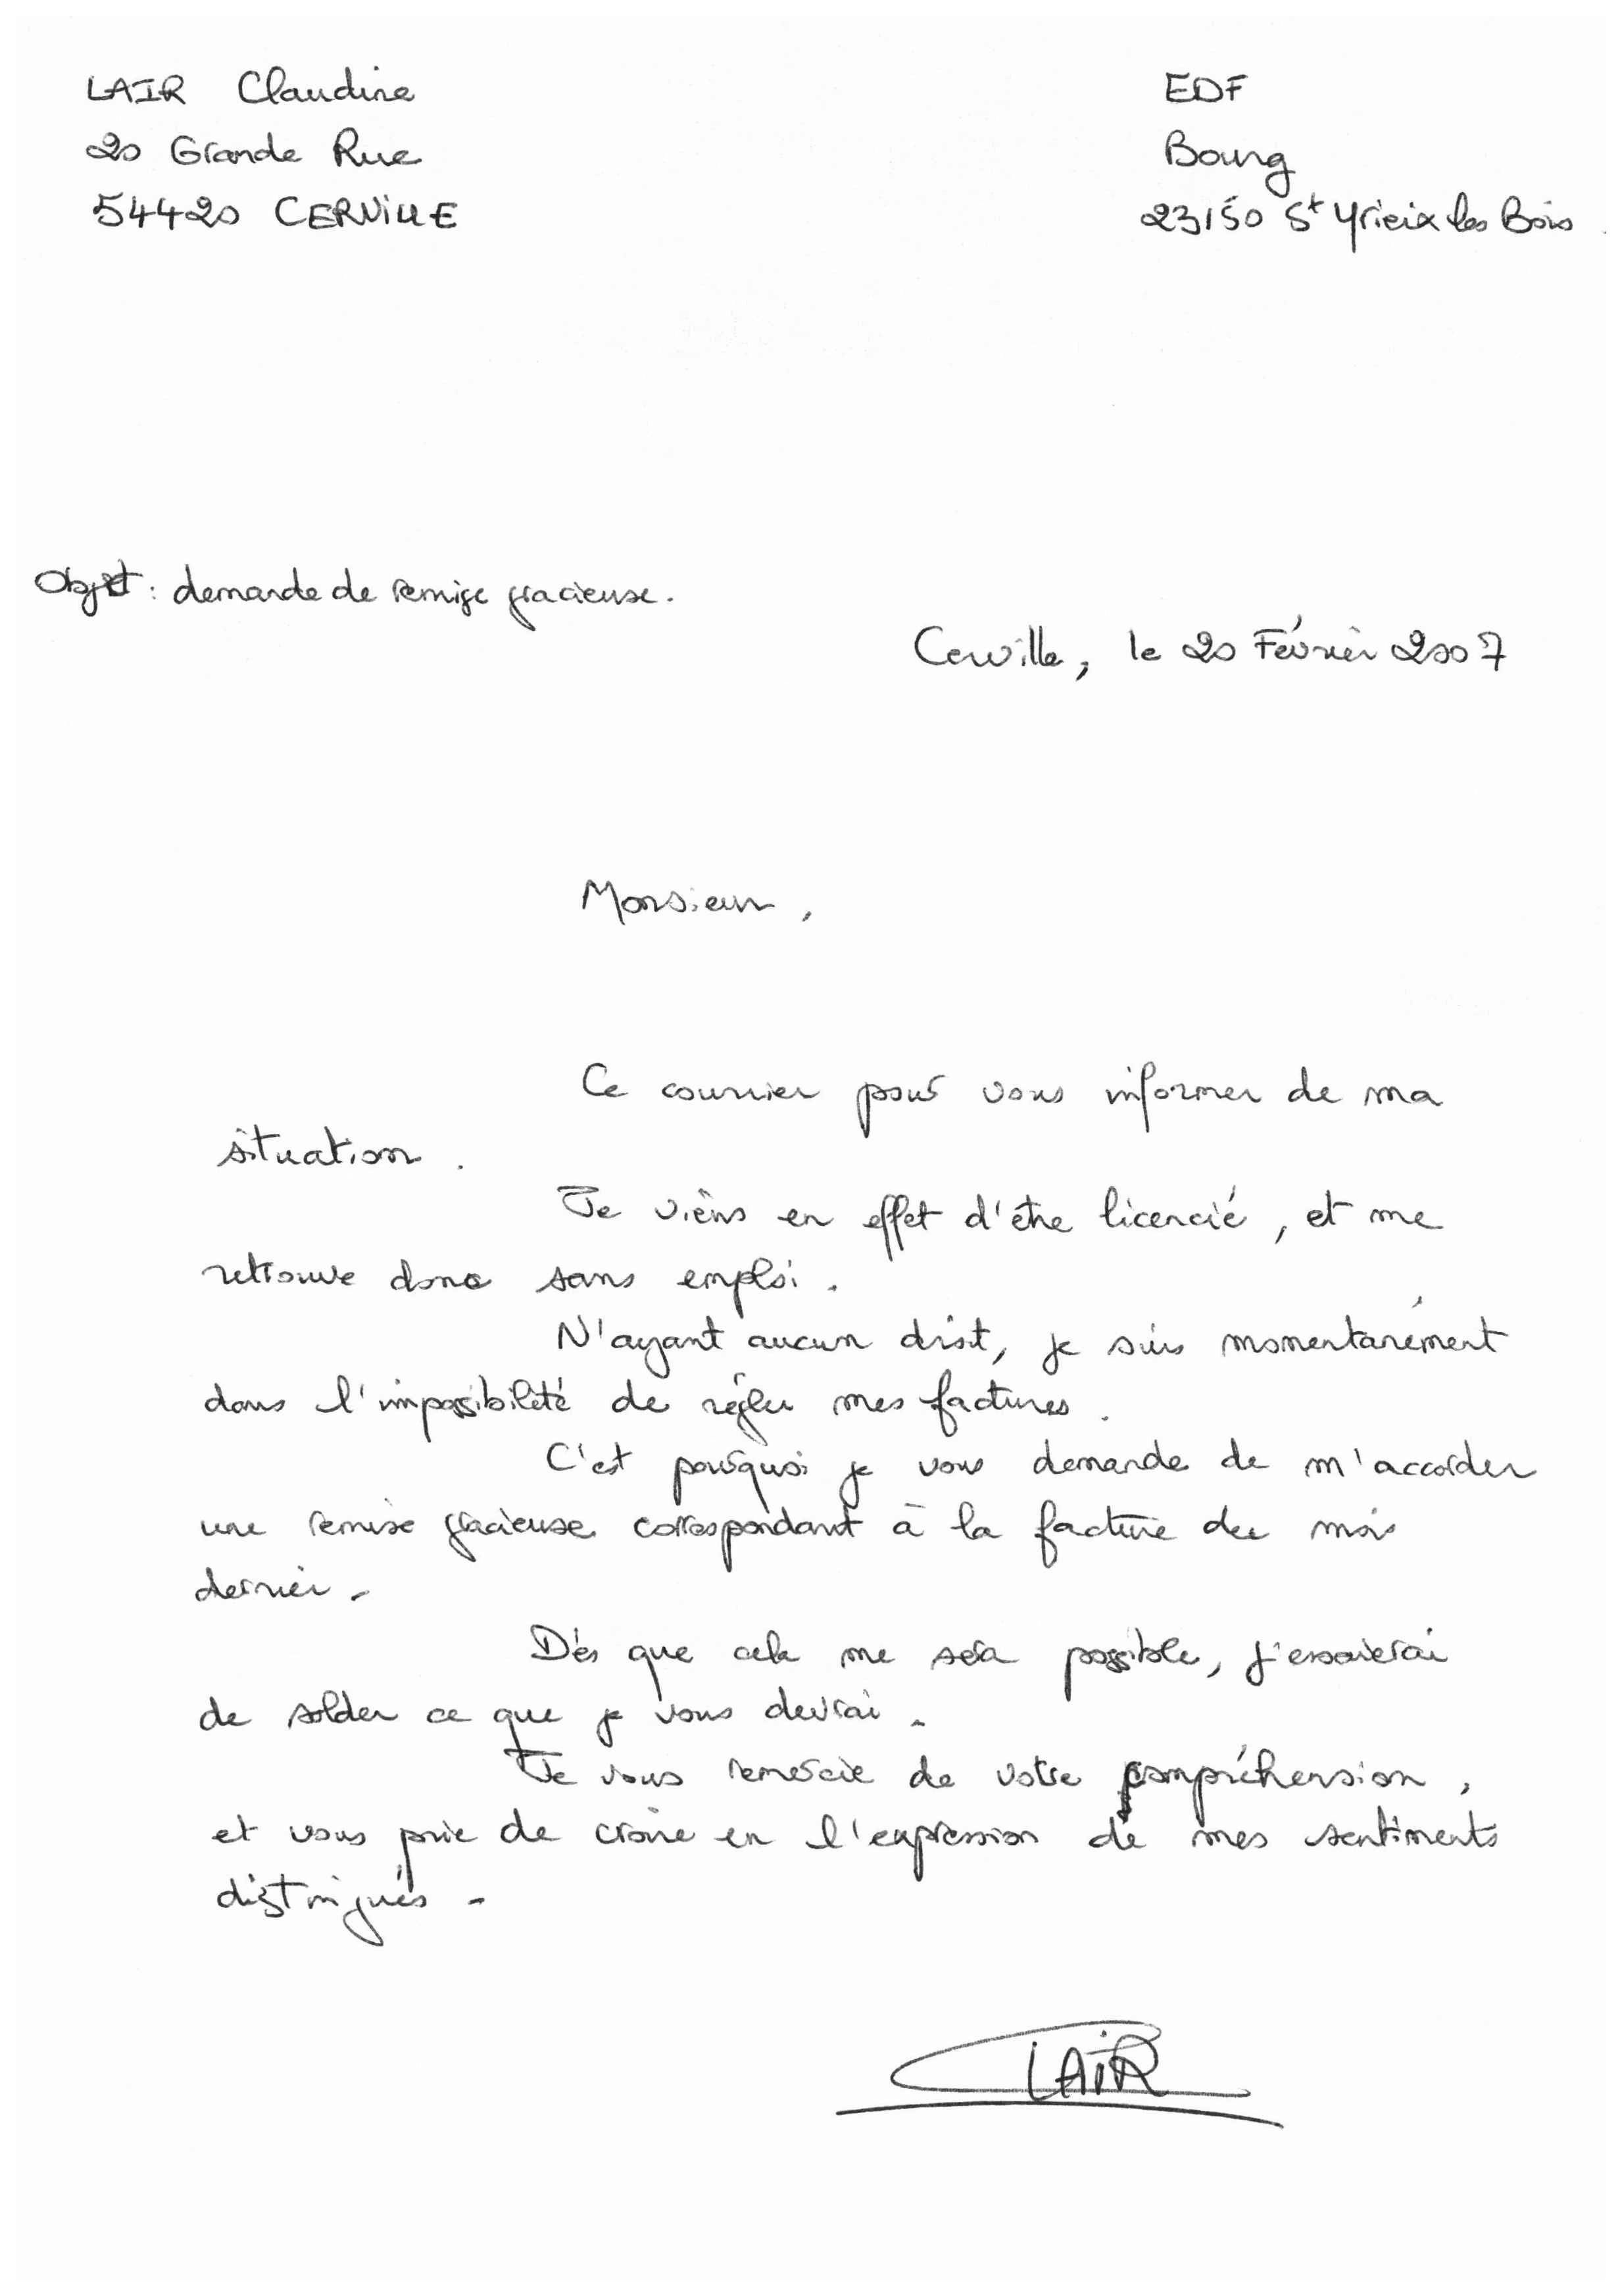 LAIR Claudine
20 Grande Rue
54420 CERVILLE
EDF
Bourg
23150 St Yrieix les Bois
Objet : demande de remise gracieuse.
Cerville, le 20 Février 2007
Monsieur,
Ce courrier pour vous informer de ma
situation.
Je viens en effet d'être licencié, et me
retrouve donc sans emploi.
N'ayant aucun droit, je suis momentanément
dans l'impossibilité de régler mes factures.
C'est pourquoi je vous demande de m'accorder
une remise gracieuse correspondant à la facture du mois
dernier.
Dès que cela me sera possible, j'essaierai
de solder ce que je vous devrai.
Je vous remercie de votre compréhension,
et vous prie de croire en l'expression de mes sentiments
distingués.
CLAIR